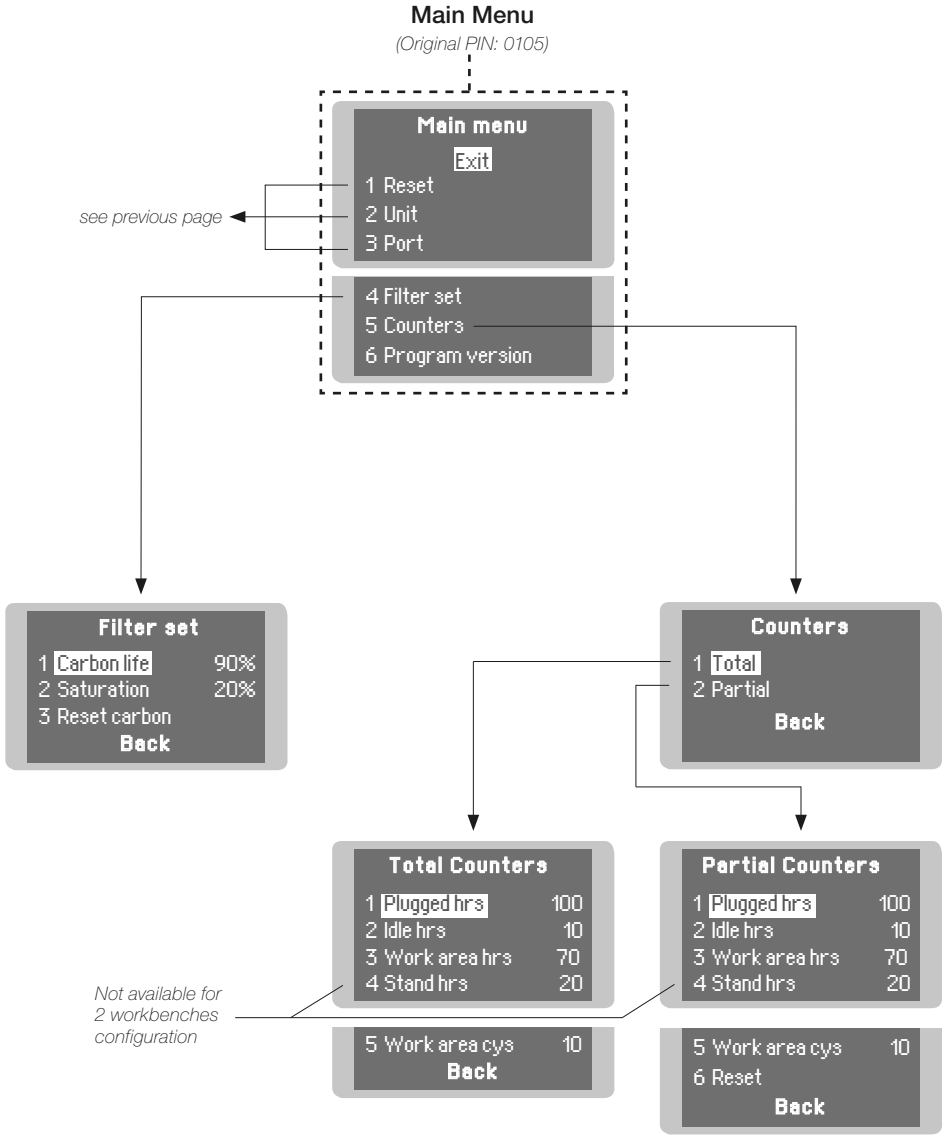 Main Menu
(Original PIN: 0105)
Main menu
Exit
1 Reset
2 Unit
3 Port
see previous page
4 Filter set
5 Counters
6 Program version
Filter set
1 Carbon life 90%
2 Saturation 20%
3 Reset carbon
Back
Counters
1 Total
2 Partial
Back
Total Counters
1 Plugged hrs 100
2 Idle hrs 10
3 Work area hrs 70
4 Stand hrs 20
5 Work area cys 10
Back
Partial Counters
1 Plugged hrs 100
2 Idle hrs 10
3 Work area hrs 70
4 Stand hrs 20
5 Work area cys 10
6 Reset
Back
Not available for
2 workbenches
configuration